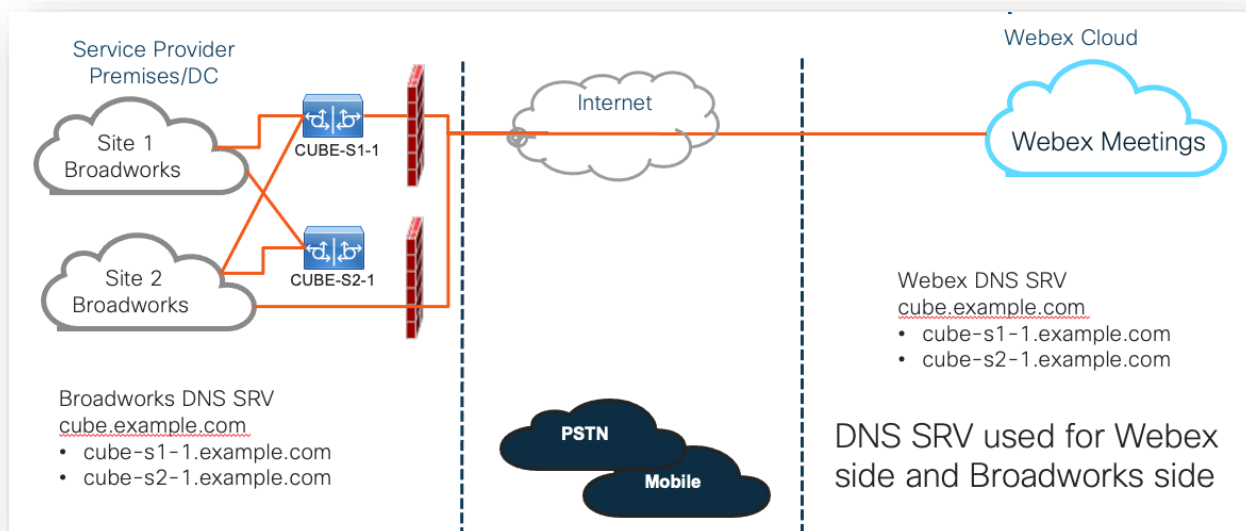 Service Provider
Premises/DC
Site 1
Broadworks
CUBE-S1-1
Site 2
Broadworks
CUBE-S2-1
Broadworks DNS SRV
cube.example.com
• cube-s1-1.example.com
• cube-s2-1.example.com
Internet
PSTN
Mobile
Webex Cloud
Webex Meetings
Webex DNS SRV
cube.example.com
• cube-s1-1.example.com
• cube-s2-1.example.com
DNS SRV used for Webex
side and Broadworks side